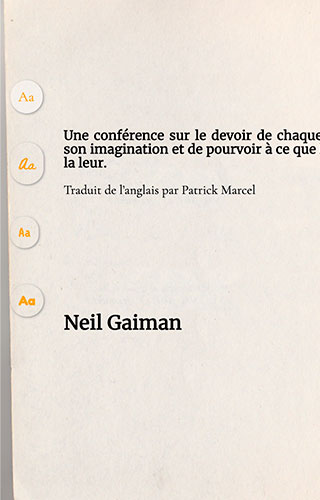 Aa
Une conférence sur le devoir de chaque
son imagination et de pourvoir à ce que
la leur.
Aa
Traduit de l'anglais par Patrick Marcel
Aa
Aa
Neil Gaiman